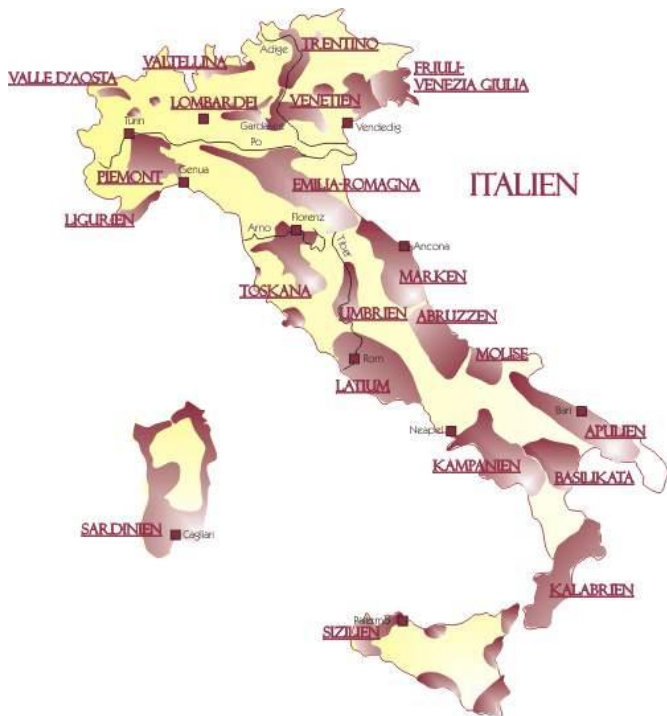 Adige
TRENTINO
VALTELLINA
FRIULI-
VENEZIA GIULIA
VALLE D'AOSTA
LOMBARDEI
VENETIEN
Gardasee
Turin
Venedig
Po
Genua
PIEMONT
EMILIA-ROMAGNA
ITALIEN
LIGURIEN
Arno
Florenz
Tiber
Ancona
MARKEN
TOSKANA
UMBRIEN
ABRUZZEN
MOLISE
Rom
LATIUM
Bari
Neapel
APULIEN
KAMPANIEN
BASILIKATA
SARDINIEN
Cagliari
KALABRIEN
Palermo
SIZILIEN